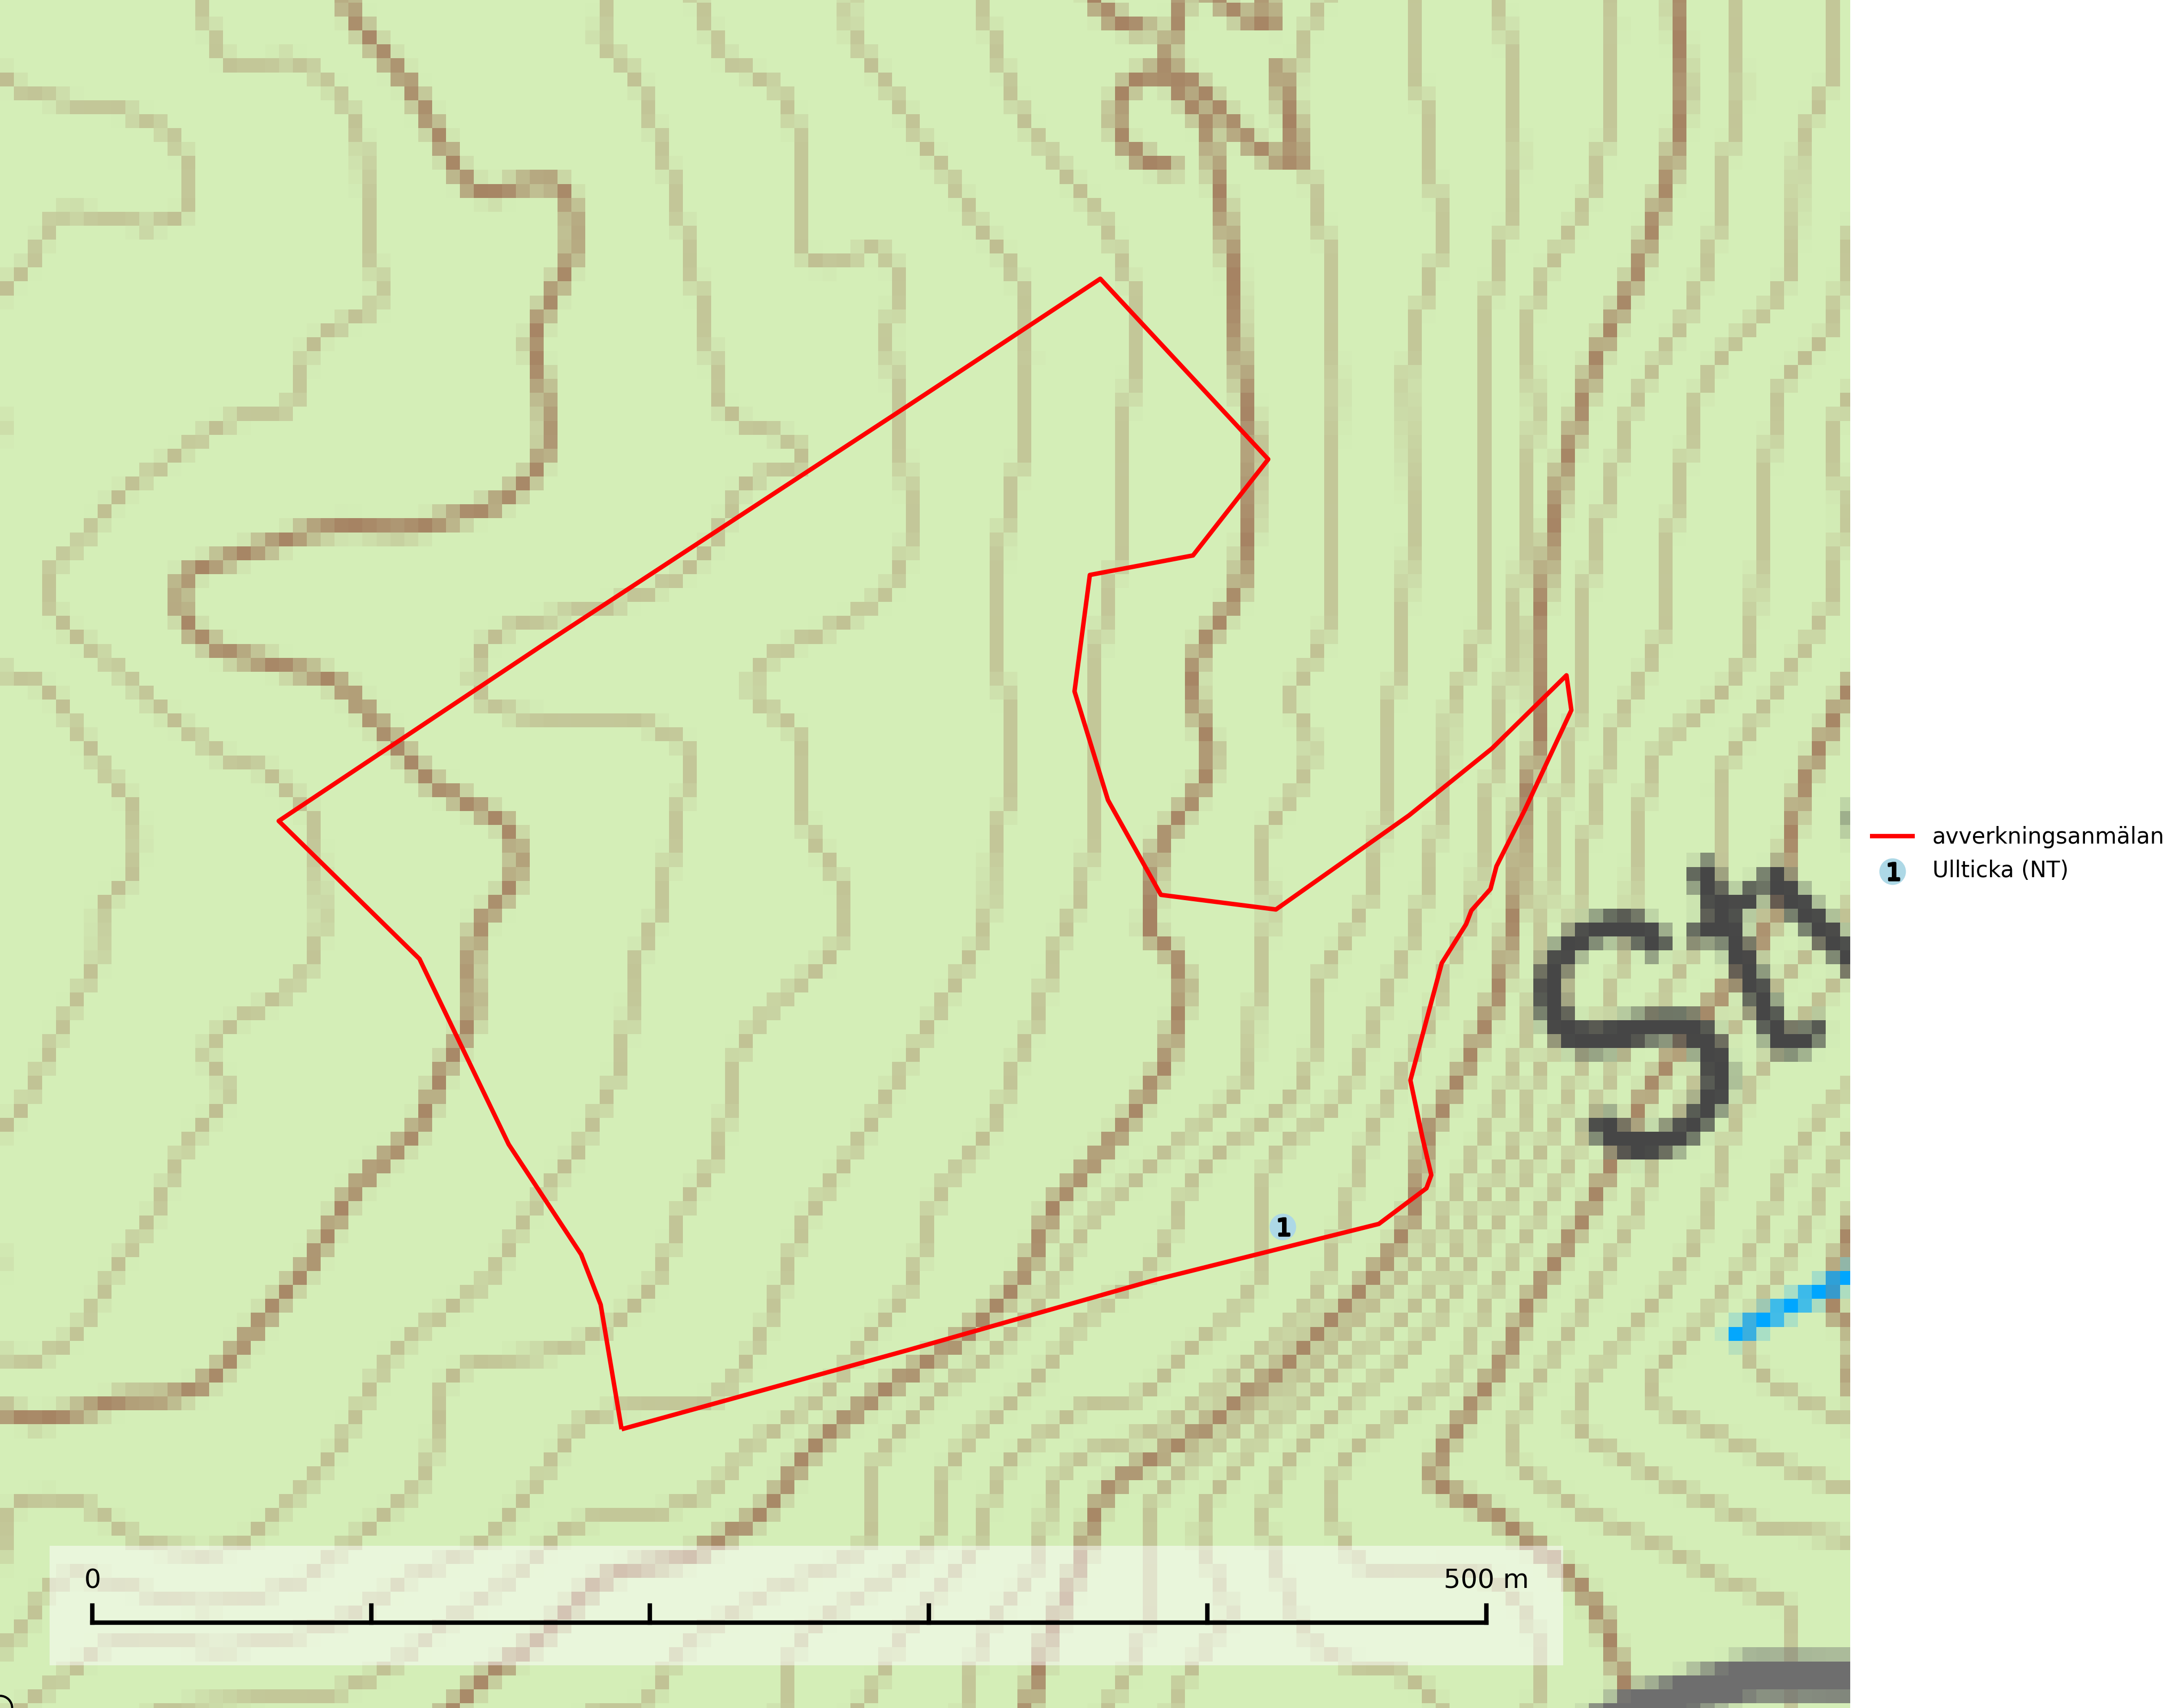 St
avverkningsanmälan
1 Ullticka (NT)
1
0 500 m